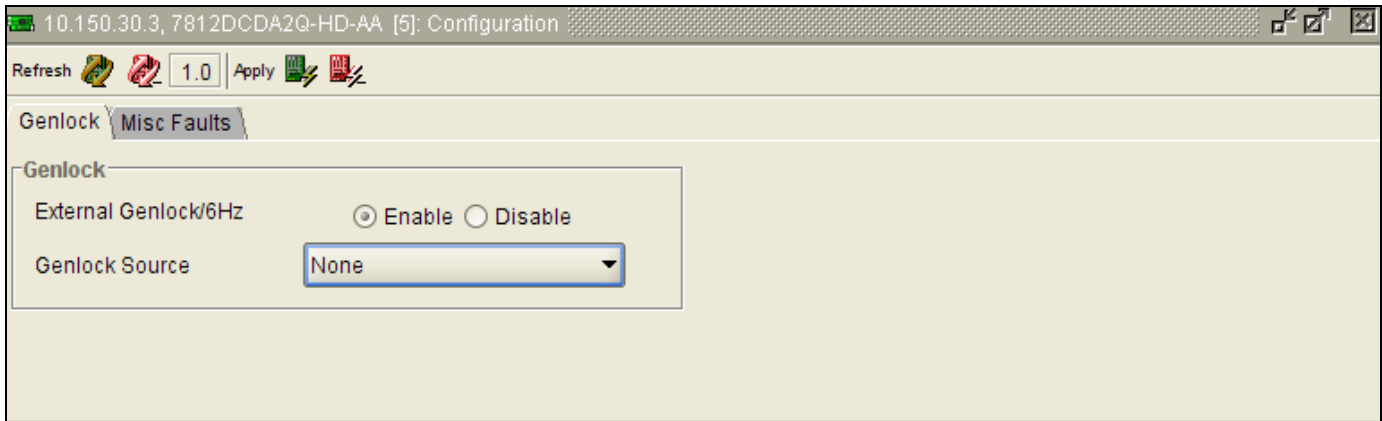 10.150.30.3, 7812DCDA2Q-HD-AA [5]: Configuration
Refresh 1.0 Apply
Genlock Misc Faults
Genlock
External Genlock/6Hz Enable Disable
Genlock Source None